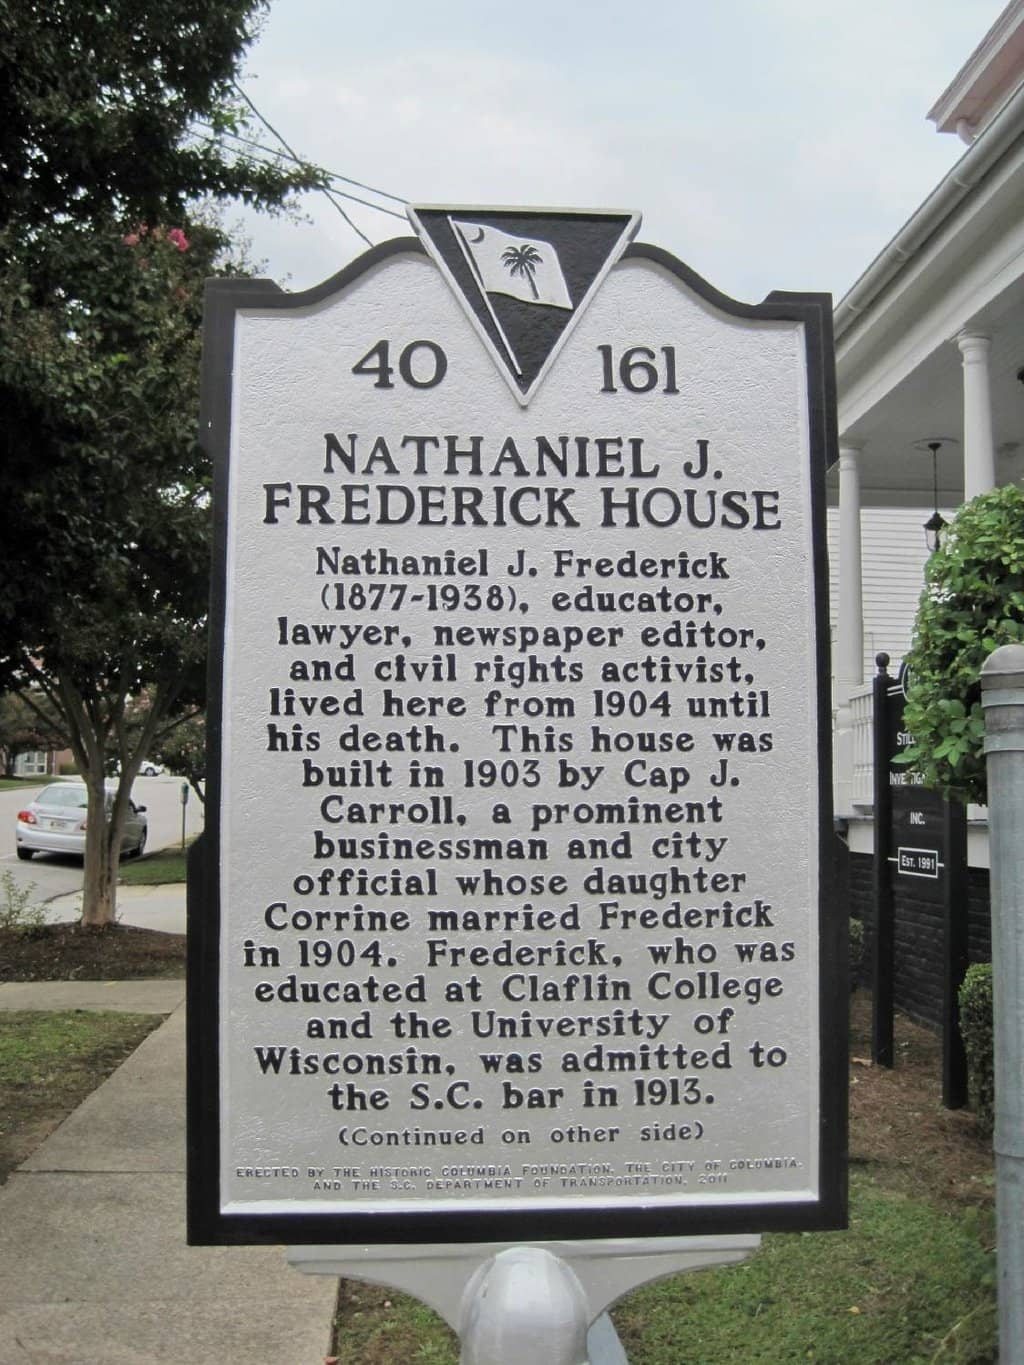 40 161
NATHANIEL J.
FREDERICK HOUSE
Nathaniel J. Frederick
(1877-1938), educator,
lawyer, newspaper editor,
and civil rights activist,
lived here from 1904 until
his death. This house was
built in 1903 by Cap J.
Carroll, a prominent
businessman and city
official whose daughter
Corrine married Frederick
in 1904. Frederick, who was
educated at Claflin College
and the University of
Wisconsin, was admitted to
the S.C. bar in 1913.
(Continued on other side)
ERECTED BY THE HISTORIC COLUMBIA FOUNDATION, THE CITY OF COLUMBIA,
AND THE S.C. DEPARTMENT OF TRANSPORTATION, 2011
INC.
EST. 1991